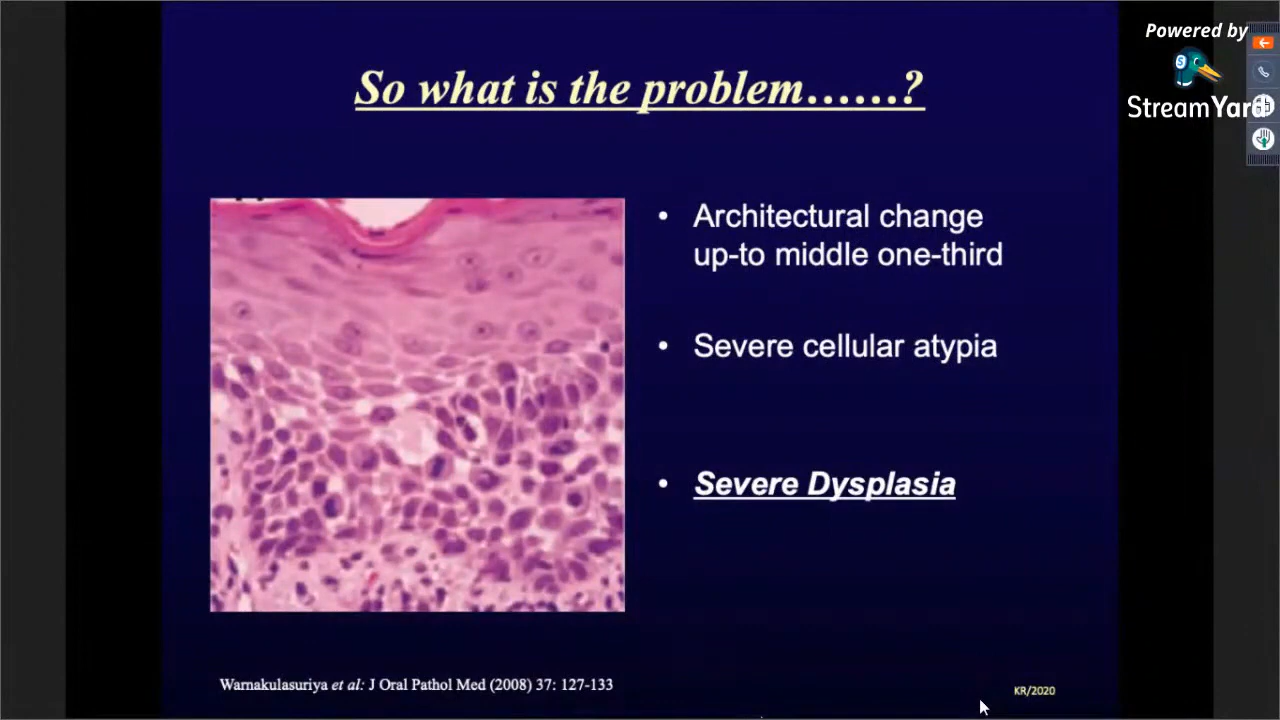 Powered by
StreamYard
So what is the problem……?
• Architectural change
up-to middle one-third
• Severe cellular atypia
• Severe Dysplasia
Warnakulasuriya et al: J Oral Pathol Med (2008) 37: 127-133
KR/2020